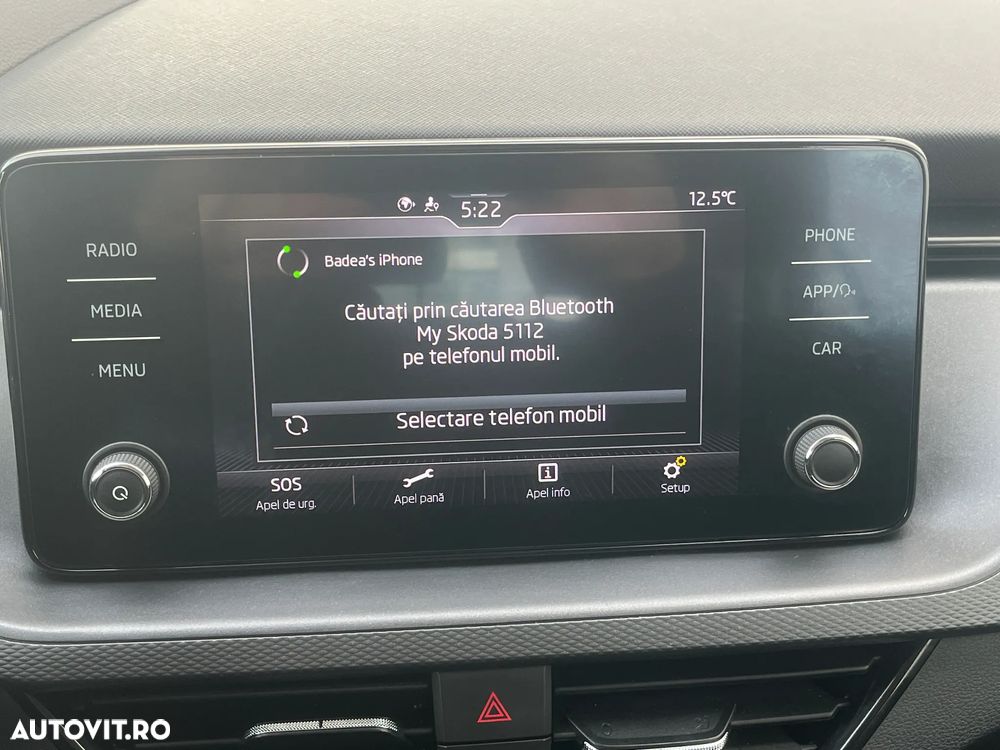 5:22
12.5°C
RADIO
MEDIA
MENU
PHONE
APP/
CAR
Badea's iPhone
Căutați prin căutarea Bluetooth
My Skoda 5112
pe telefonul mobil.
Selectare telefon mobil
SOS
Apel de urg.
Apel pană
i
Apel info
Setup
AUTOVIT.RO